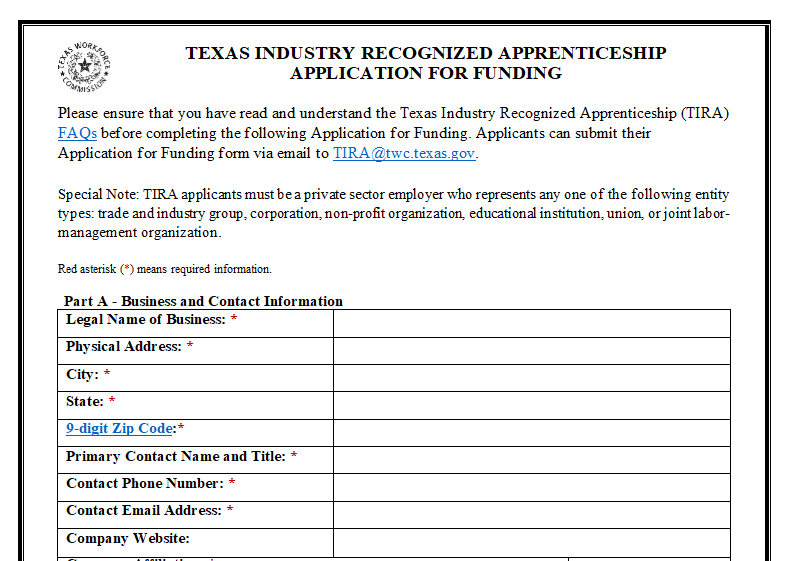 TEXAS WORKFORCE
COMMISSION
TEXAS INDUSTRY RECOGNIZED APPRENTICESHIP
APPLICATION FOR FUNDING
Please ensure that you have read and understand the Texas Industry Recognized Apprenticeship (TIRA)
FAQs before completing the following Application for Funding. Applicants can submit their
Application for Funding form via email to TIRA@twc.texas.gov.
Special Note: TIRA applicants must be a private sector employer who represents any one of the following entity
types: trade and industry group, corporation, non-profit organization, educational institution, union, or joint labor-
management organization.
Red asterisk (*) means required information.
Part A - Business and Contact Information
Legal Name of Business: *
Physical Address: *
City: *
State: *
9-digit Zip Code:*
Primary Contact Name and Title: *
Contact Phone Number: *
Contact Email Address: *
Company Website: